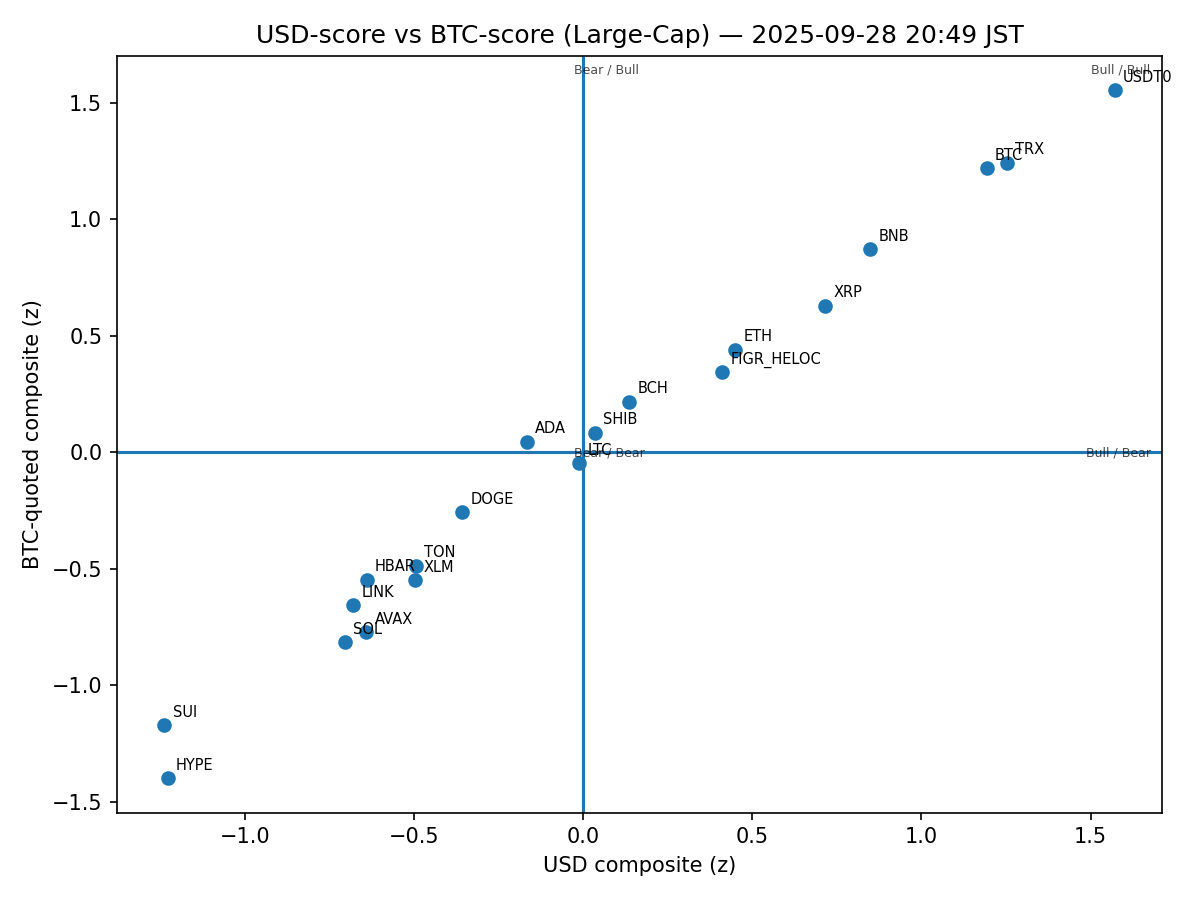 USD-score vs BTC-score (Large-Cap) — 2025-09-28 20:49 JST
Bear / Bull
Bull / Bull
USDT0
TRX
BTC
BNB
XRP
ETH
FIGR_HELOC
BCH
SHIB
ADA
LTC
Bear / Bear
Bull / Bear
DOGE
TON
HBAR
XLM
LINK
AVAX
SOL
SUI
HYPE
1.5
1.0
0.5
0.0
−0.5
−1.0
−1.5
BTC-quoted composite (z)
−1.0
−0.5
0.0
0.5
1.0
1.5
USD composite (z)